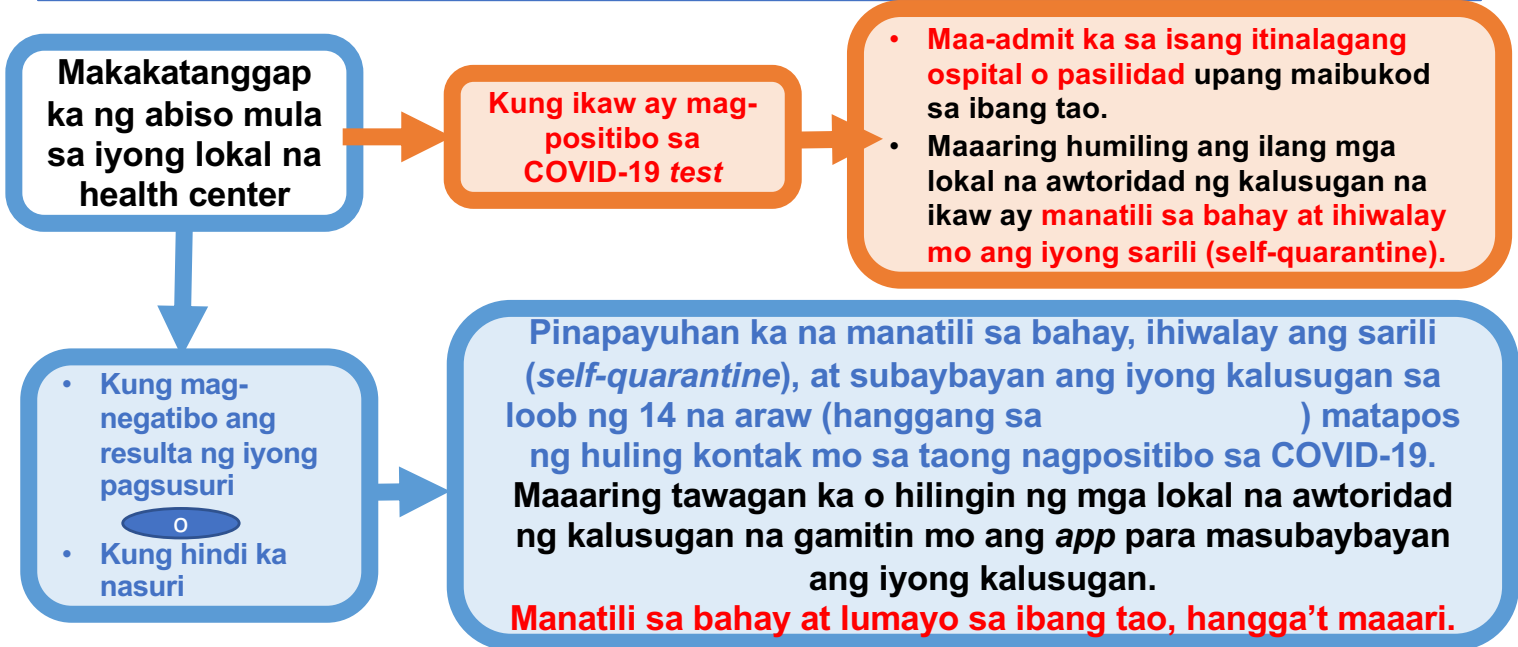 Makakatanggap
ka ng abiso mula
sa iyong lokal na
health center
Kung ikaw ay mag-
positibo sa
COVID-19 test
• Maa-admit ka sa isang itinalagang
ospital o pasilidad upang maibukod
sa ibang tao.
• Maaaring humiling ang ilang mga
lokal na awtoridad ng kalusugan na
ikaw ay manatili sa bahay at ihiwalay
mo ang iyong sarili (self-quarantine).
• Kung mag-
negatibo ang
resulta ng iyong
pagsusuri
o
• Kung hindi ka
nasuri
Pinapayuhan ka na manatili sa bahay, ihiwalay ang sarili
(self-quarantine), at subaybayan ang iyong kalusugan sa
loob ng 14 na araw (hanggang sa ) matapos
ng huling kontak mo sa taong nagpositibo sa COVID-19.
Maaaring tawagan ka o hilingin ng mga lokal na awtoridad
ng kalusugan na gamitin mo ang app para masubaybayan
ang iyong kalusugan.
Manatili sa bahay at lumayo sa ibang tao, hangga’t maaari.